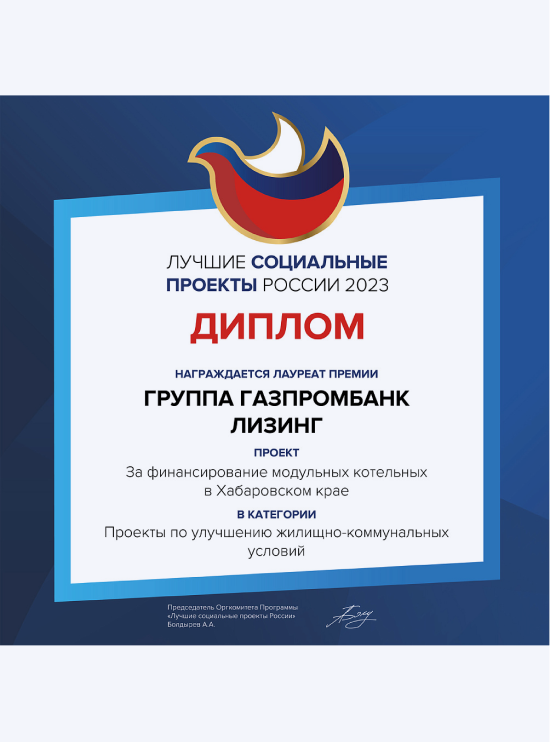 ЛУЧШИЕ СОЦИАЛЬНЫЕ
ПРОЕКТЫ РОССИИ 2023
ДИПЛОМ
НАГРАЖДАЕТСЯ ЛАУРЕАТ ПРЕМИИ
ГРУППА ГАЗПРОМБАНК
ЛИЗИНГ
ПРОЕКТ
За финансирование модульных котельных
в Хабаровском крае
В КАТЕГОРИИ
Проекты по улучшению жилищно-коммунальных
условий
Председатель Оргкомитета Программы
«Лучшие социальные проекты России»
Болдырев А.А.